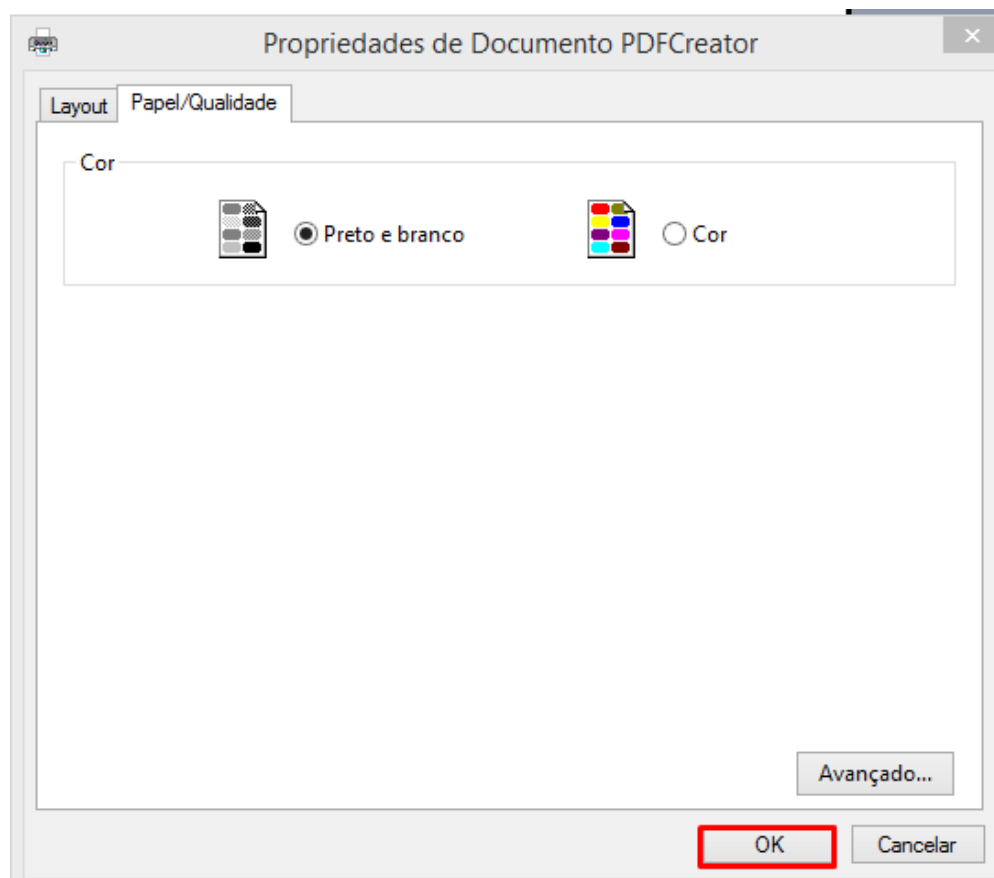 Propriedades de Documento PDFCreator
Layout Papel/Qualidade
Cor
Preto e branco Cor
Avançado...
OK Cancelar